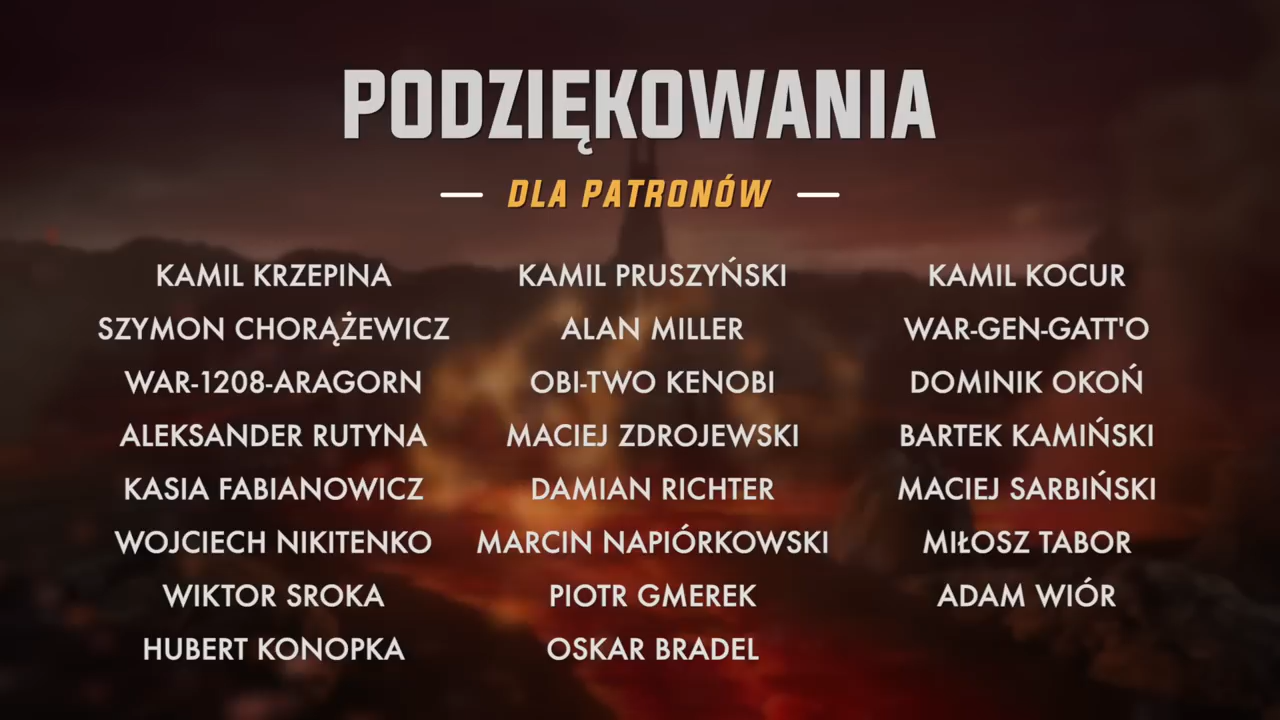 PODZIĘKOWANIA
DLA PATRONÓW
KAMIL KRZEPINA
SZYMON CHORĄŻEWICZ
WAR-1208-ARAGORN
ALEKSANDER RUTYNA
KASIA FABIANOWICZ
WOJCIECH NIKITENKO
WIKTOR SROKA
HUBERT KONOPKA
KAMIL PRUSZYŃSKI
ALAN MILLER
OBI-TWO KENOBI
MACIEJ ZDROJEWSKI
DAMIAN RICHTER
MARCIN NAPIÓRKOWSKI
PIOTR GMEREK
OSKAR BRADEL
KAMIL KOCUR
WAR-GEN-GATT'O
DOMINIK OKOŃ
BARTEK KAMIŃSKI
MACIEJ SARBIŃSKI
MIŁOSZ TABOR
ADAM WIÓR